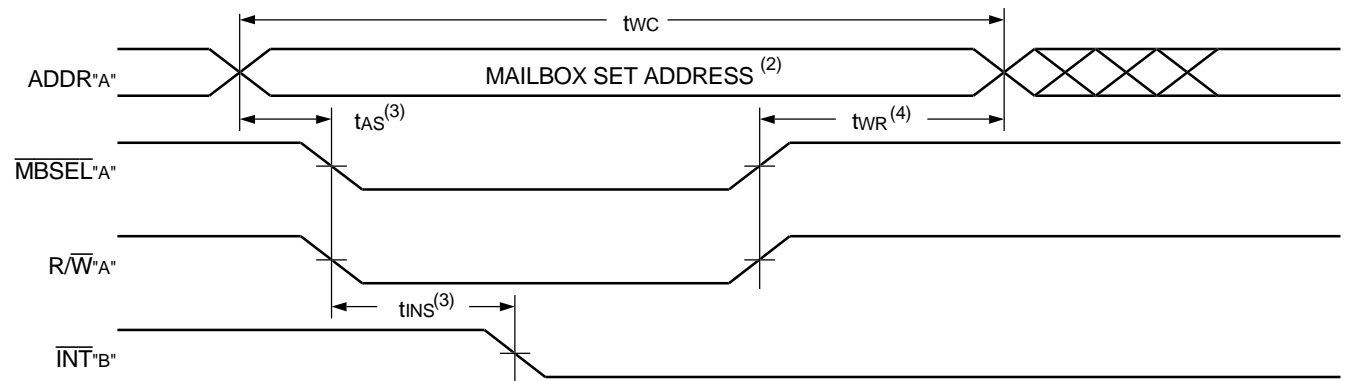 tWC
ADDR"A"
MAILBOX SET ADDRESS (2)
tAS(3)
tWR(4)
MBSEL"A"
R/W"A"
tINS(3)
INT"B"